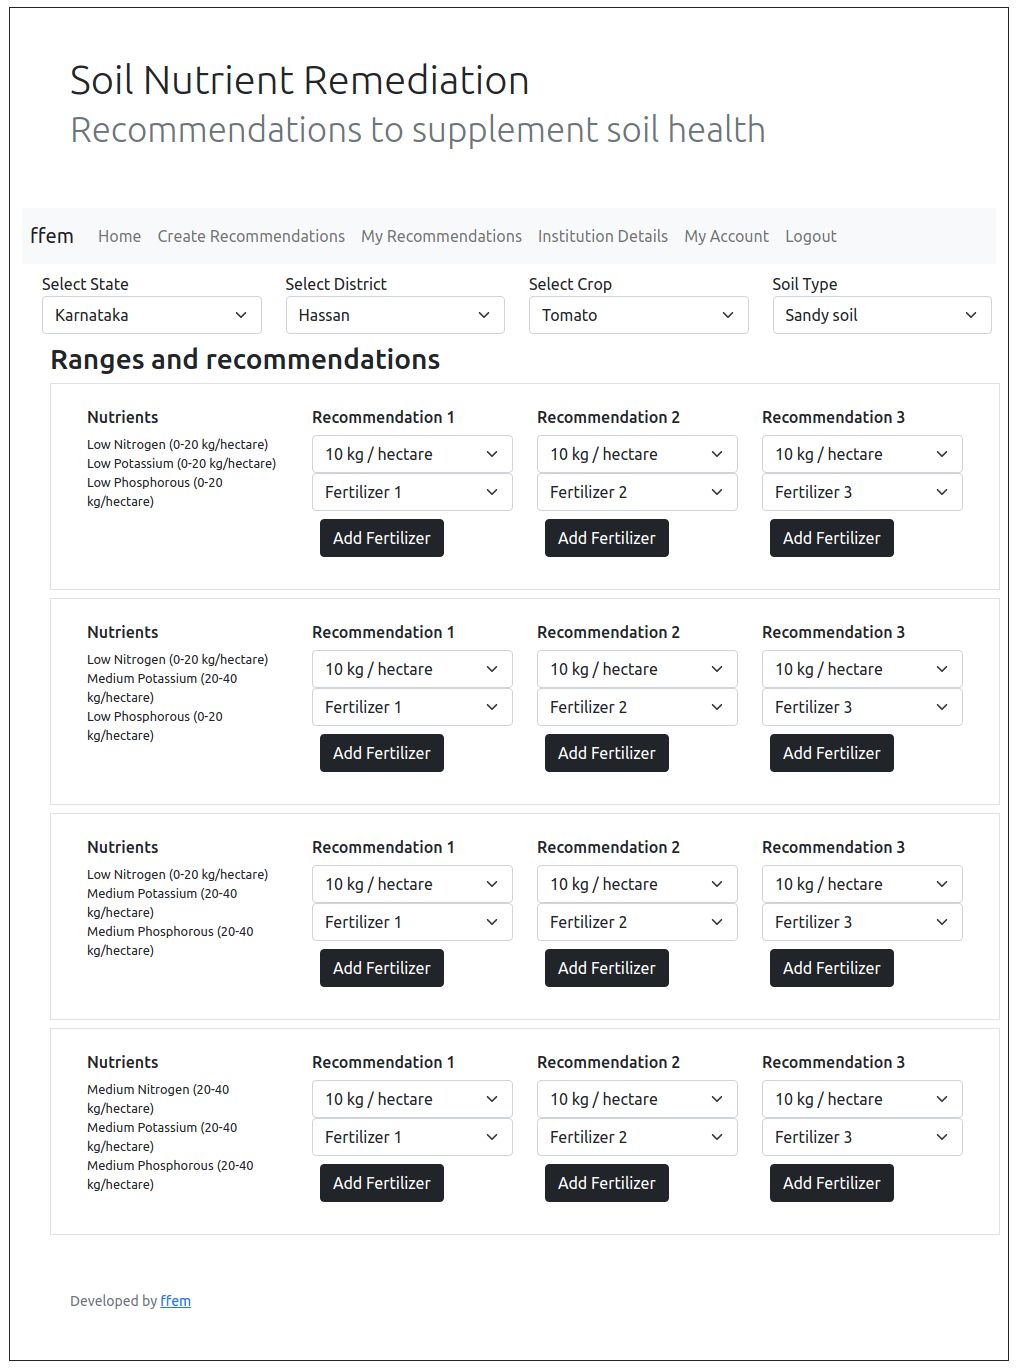 Soil Nutrient Remediation
Recommendations to supplement soil health
ffem Home Create Recommendations My Recommendations Institution Details My Account Logout
Select State Select District Select Crop Soil Type
Karnataka Hassan Tomato Sandy soil
Ranges and recommendations
Nutrients Recommendation 1 Recommendation 2 Recommendation 3
Low Nitrogen (0-20 kg/hectare)
Low Potassium (0-20 kg/hectare)
Low Phosphorous (0-20
kg/hectare)
10 kg / hectare 10 kg / hectare 10 kg / hectare
Fertilizer 1 Fertilizer 2 Fertilizer 3
Add Fertilizer Add Fertilizer Add Fertilizer
Nutrients Recommendation 1 Recommendation 2 Recommendation 3
Low Nitrogen (0-20 kg/hectare)
Medium Potassium (20-40
kg/hectare)
Low Phosphorous (0-20
kg/hectare)
10 kg / hectare 10 kg / hectare 10 kg / hectare
Fertilizer 1 Fertilizer 2 Fertilizer 3
Add Fertilizer Add Fertilizer Add Fertilizer
Nutrients Recommendation 1 Recommendation 2 Recommendation 3
Low Nitrogen (0-20 kg/hectare)
Medium Potassium (20-40
kg/hectare)
Medium Phosphorous (20-40
kg/hectare)
10 kg / hectare 10 kg / hectare 10 kg / hectare
Fertilizer 1 Fertilizer 2 Fertilizer 3
Add Fertilizer Add Fertilizer Add Fertilizer
Nutrients Recommendation 1 Recommendation 2 Recommendation 3
Medium Nitrogen (20-40
kg/hectare)
Medium Potassium (20-40
kg/hectare)
Medium Phosphorous (20-40
kg/hectare)
10 kg / hectare 10 kg / hectare 10 kg / hectare
Fertilizer 1 Fertilizer 2 Fertilizer 3
Add Fertilizer Add Fertilizer Add Fertilizer
Developed by ffem